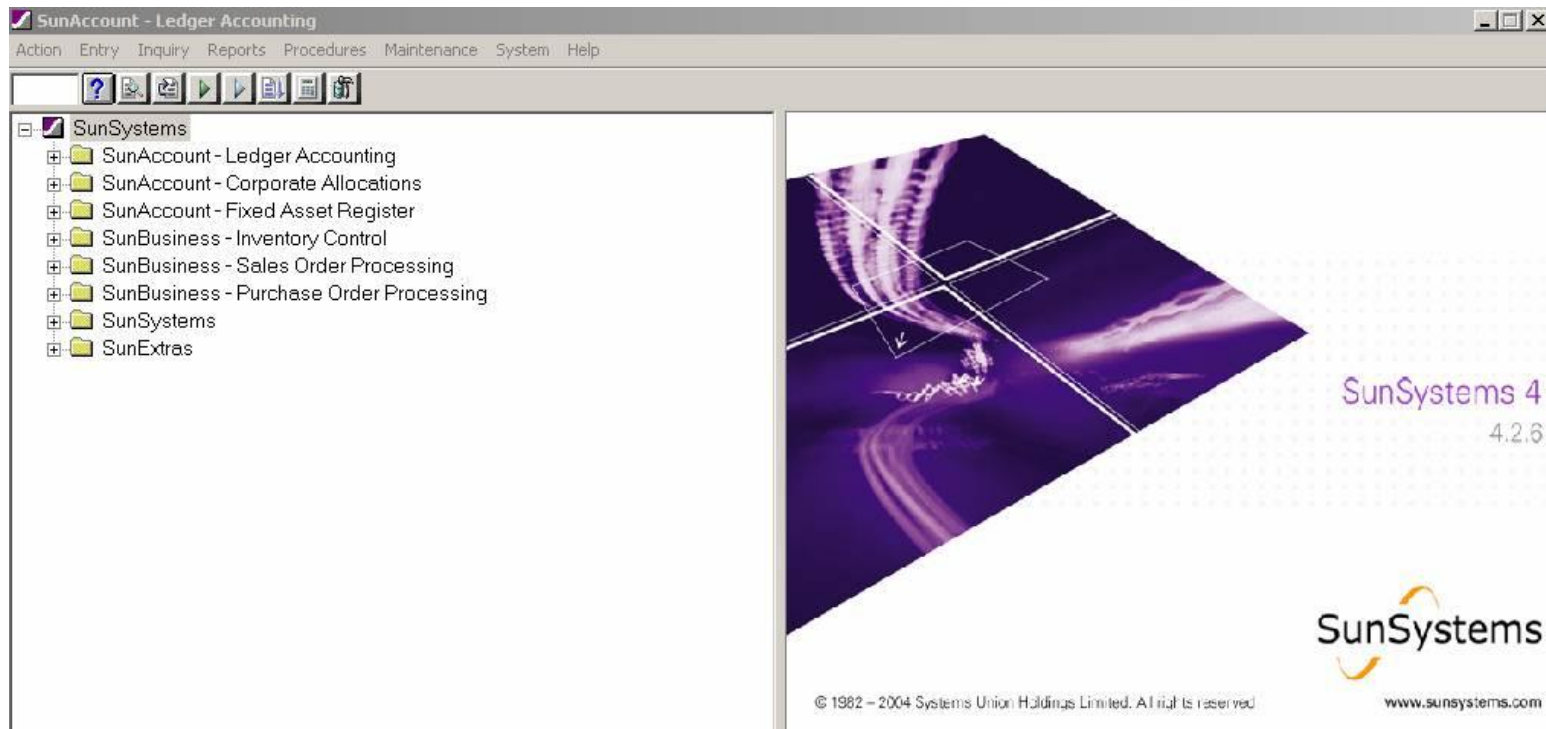 SunAccount - Ledger Accounting
Action Entry Inquiry Reports Procedures Maintenance System Help
SunSystems
SunAccount - Ledger Accounting
SunAccount - Corporate Allocations
SunAccount - Fixed Asset Register
SunBusiness - Inventory Control
SunBusiness - Sales Order Processing
SunBusiness - Purchase Order Processing
SunSystems
SunExtras
SunSystems 4
4.2.6
SunSystems
© 1982 – 2004 Systems Union Holdings Limited. All rights reserved
www.sunsystems.com